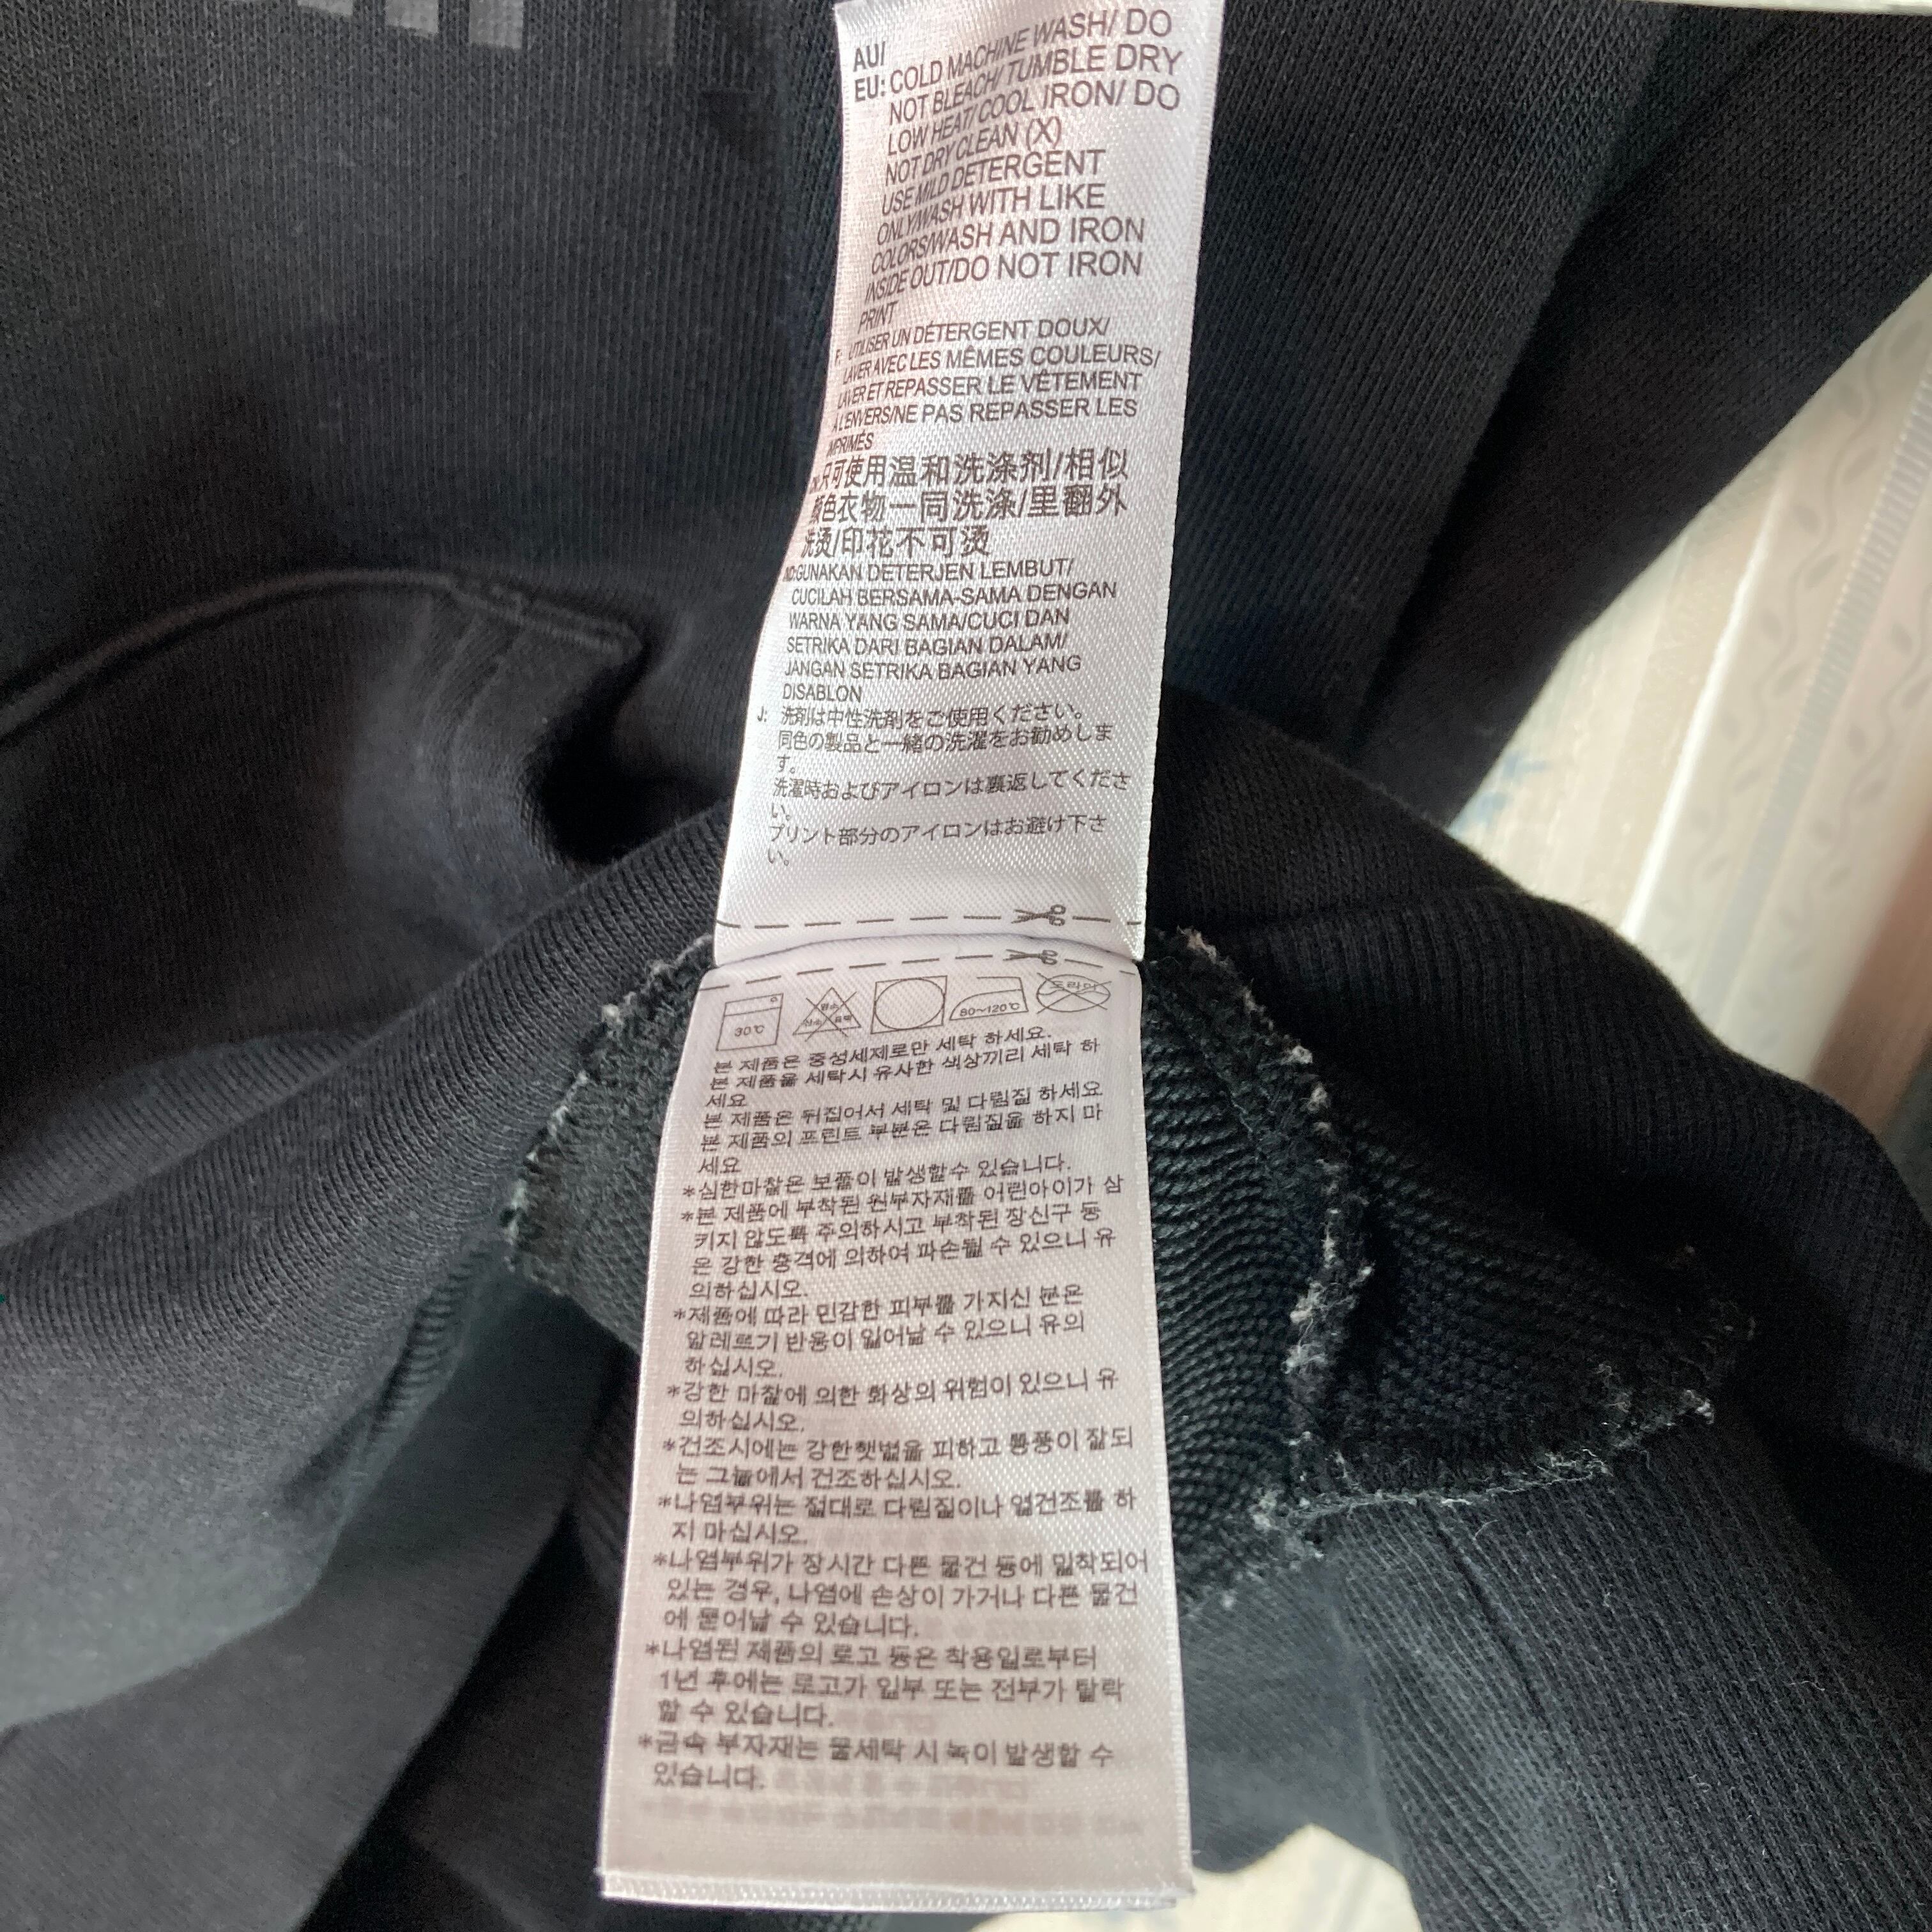 AU/
EU: COLD MACHINE WASH/ DO
NOT BLEACH/ TUMBLE DRY
LOW HEAT/ COOL IRON/ DO
NOT DRY CLEAN (X)
USE MILD DETERGENT
ONLY/WASH WITH LIKE
COLORS/WASH AND IRON
INSIDE OUT/DO NOT IRON
PRINT
F: UTILISER UN DÉTERGENT DOUX/
LAVER AVEC LES MÊMES COULEURS/
LAVER ET REPASSER LE VÊTEMENT
À L'ENVERS/NE PAS REPASSER LES
IMPRIMÉS
只可使用温和洗涤剂/相似
颜色衣物一同洗涤/里翻外
洗烫/印花不可烫
GUNAKAN DETERJEN LEMBUT/
CUCILAH BERSAMA-SAMA DENGAN
WARNA YANG SAMA/CUCI DAN
SETRIKA DARI BAGIAN DALAM/
JANGAN SETRIKA BAGIAN YANG
DISABLON
J: 洗剤は中性洗剤をご使用ください。
同色の製品と一緒の洗濯をお勧めしま
す。
洗濯時およびアイロンは裏返してくださ
い。
プリント部分のアイロンはお避け下さ
い。
30℃ 염소 산소 표백 80~120℃ 드라이
본 제품은 중성세제로만 세탁 하세요.
본 제품을 세탁시 유사한 색상끼리 세탁 하
세요
본 제품은 뒤집어서 세탁 및 다림질 하세요
본 제품의 프린트 부분은 다림질을 하지 마
세요
*심한마찰은 보풀이 발생할수 있습니다.
*본 제품에 부착된 원부자재를 어린아이가 삼
키지 않도록 주의하시고 부착된 장신구 등
은 강한 충격에 의하여 파손될 수 있으니 유
의하십시오.
*제품에 따라 민감한 피부를 가지신 분은
알레르기 반응이 일어날 수 있으니 유의
하십시오.
*강한 마찰에 의한 화상의 위험이 있으니 유
의하십시오.
*건조시에는 강한햇볕을 피하고 통풍이 잘되
는 그늘에서 건조하십시오.
*나염부위는 절대로 다림질이나 열건조를 하
지 마십시오.
*나염부위가 장시간 다른 물건 등에 밀착되어
있는 경우, 나염에 손상이 가거나 다른 물건
에 묻어날 수 있습니다.
*나염된 제품의 로고 등은 착용일로부터
1년 후에는 로고가 일부 또는 전부가 탈락
할 수 있습니다.
*금속 부자재는 물세탁 시 녹이 발생할 수
있습니다.